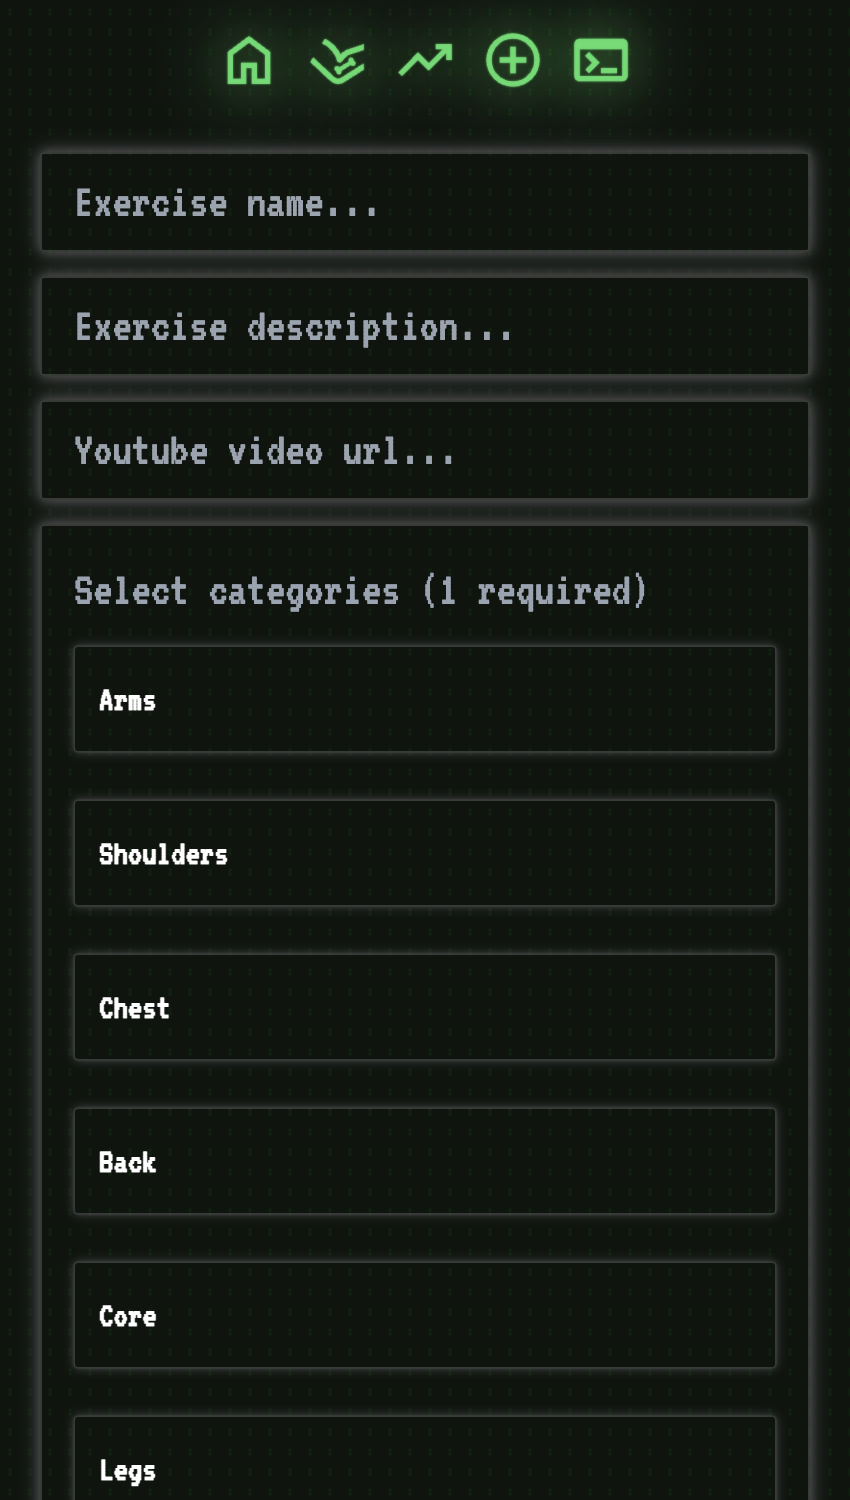 Exercise name...
Exercise description...
Youtube video url...
Select categories (1 required)
Arms
Shoulders
Chest
Back
Core
Legs